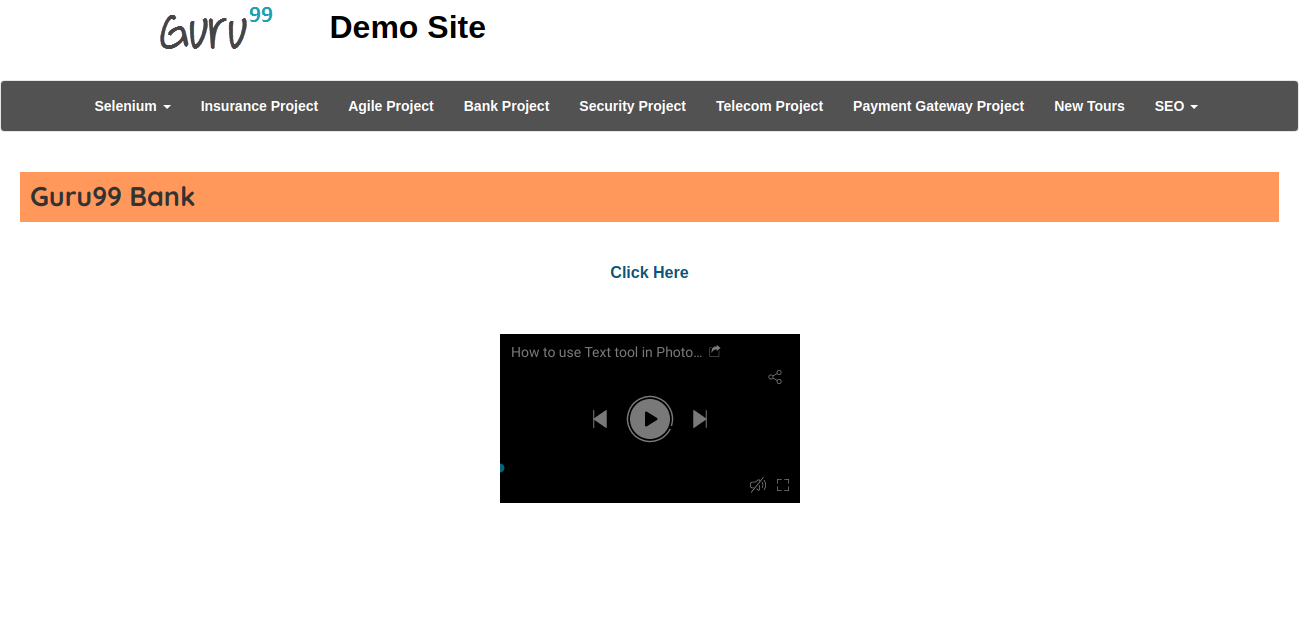 Guru99 Demo Site
Selenium Insurance Project Agile Project Bank Project Security Project Telecom Project Payment Gateway Project New Tours SEO
Guru99 Bank
Click Here
How to use Text tool in Photo...